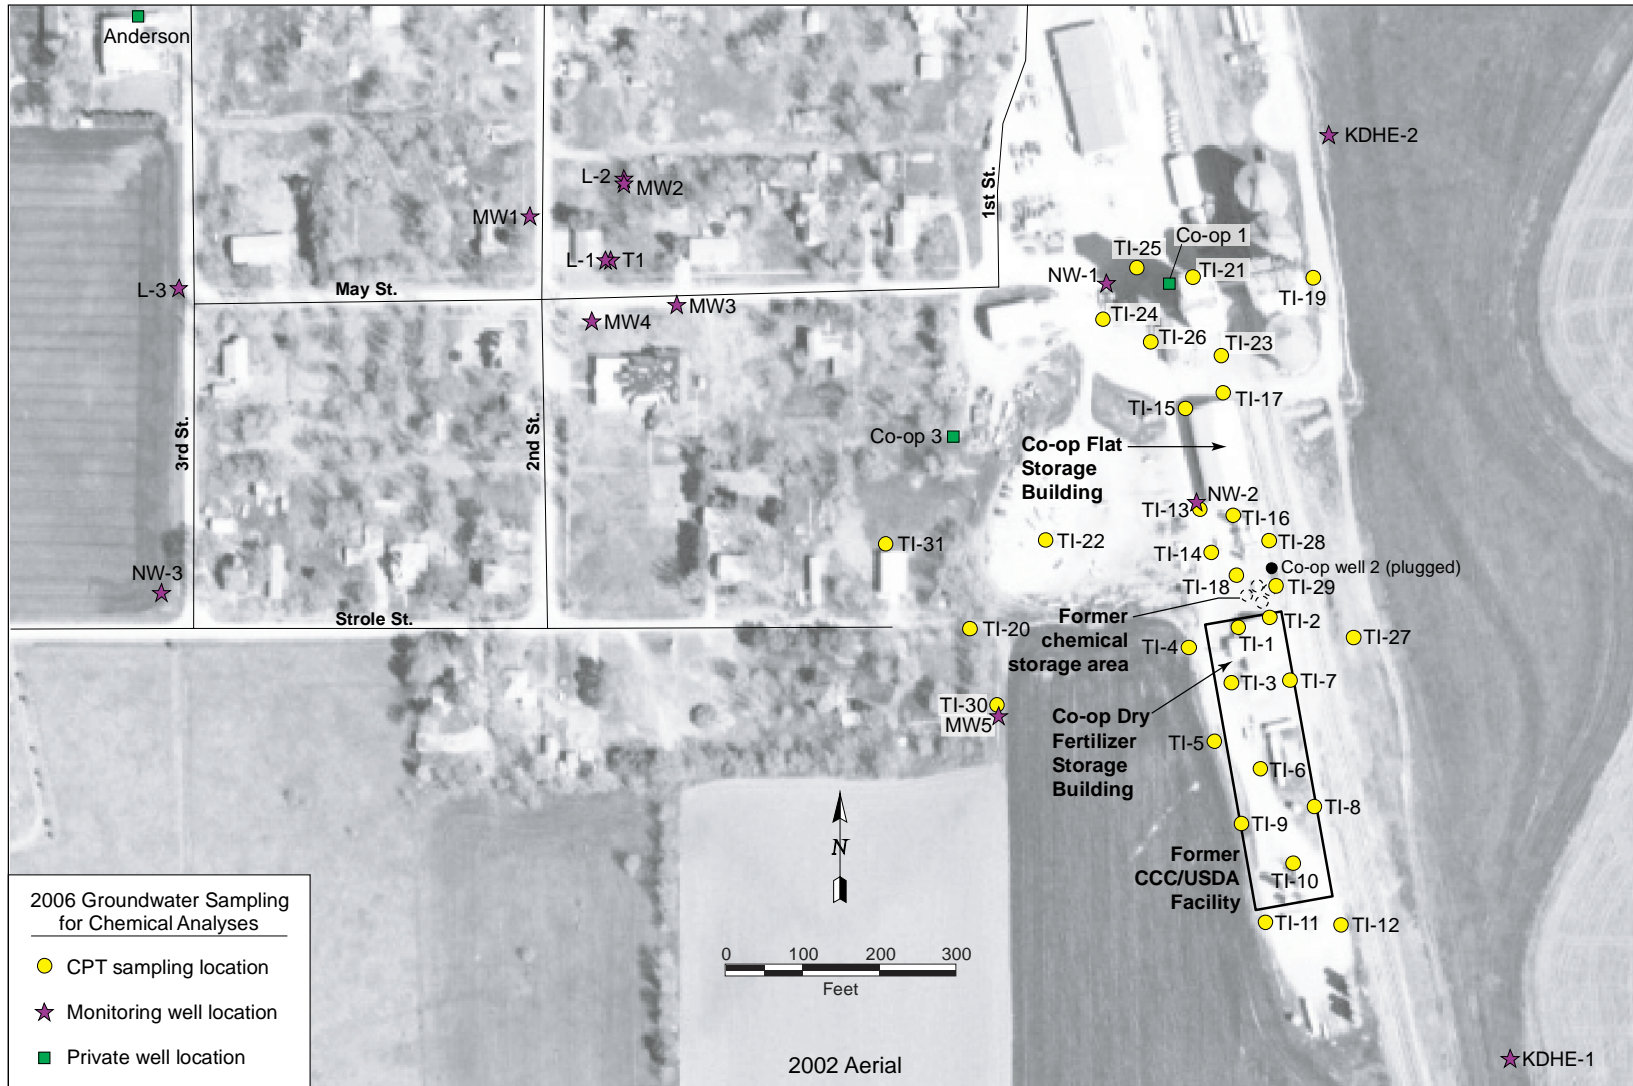 Anderson
KDHE-2
L-2
MW2
MW1
1st St.
Co-op 1
TI-25
L-1
T1
NW-1
TI-21
L-3
May St.
TI-19
MW3
MW4
TI-24
TI-26
TI-23
TI-17
TI-15
3rd St.
2nd St.
Co-op 3
Co-op Flat
Storage
Building
NW-2
TI-13
TI-16
TI-31
TI-22
TI-28
TI-14
NW-3
Co-op well 2 (plugged)
TI-18
TI-29
Strole St.
Former
chemical
storage area
TI-2
TI-20
TI-1
TI-27
TI-4
TI-3
TI-7
TI-30
MW5
Co-op Dry
Fertilizer
Storage
Building
TI-5
TI-6
TI-8
TI-9
N
Former
CCC/USDA
Facility
TI-10
TI-11
TI-12
2006 Groundwater Sampling
for Chemical Analyses
CPT sampling location
Monitoring well location
Private well location
0 100 200 300
Feet
2002 Aerial
KDHE-1